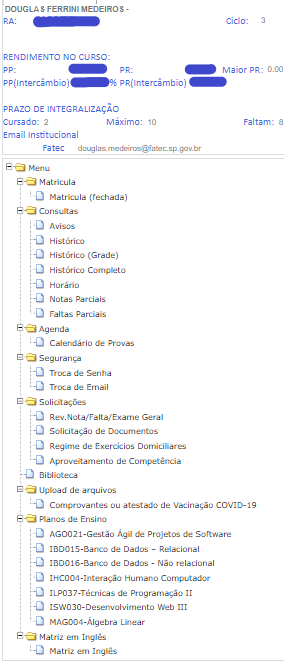 DOUGLAS FERRINI MEDEIROS -
RA: Ciclo: 3
RENDIMENTO NO CURSO:
PP: PR: Maior PR: 0.00
PP(Intercâmbio) % PR(Intercâmbio)
PRAZO DE INTEGRALIZAÇÃO
Cursado: 2 Máximo: 10 Faltam: 8
Email Institucional
Fatec douglas.medeiros@fatec.sp.gov.br
Menu
Matricula
Matricula (fechada)
Consultas
Avisos
Histórico
Histórico (Grade)
Histórico Completo
Horário
Notas Parciais
Faltas Parciais
Agenda
Calendário de Provas
Segurança
Troca de Senha
Troca de Email
Solicitações
Rev.Nota/Falta/Exame Geral
Solicitação de Documentos
Regime de Exercícios Domiciliares
Aproveitamento de Competência
Biblioteca
Upload de arquivos
Comprovantes ou atestado de Vacinação COVID-19
Planos de Ensino
AGO021-Gestão Ágil de Projetos de Software
IBD015-Banco de Dados – Relacional
IBD016-Banco de Dados - Não relacional
IHC004-Interação Humano Computador
ILP037-Técnicas de Programação II
ISW030-Desenvolvimento Web III
MAG004-Álgebra Linear
Matriz em Inglês
Matriz em Inglês